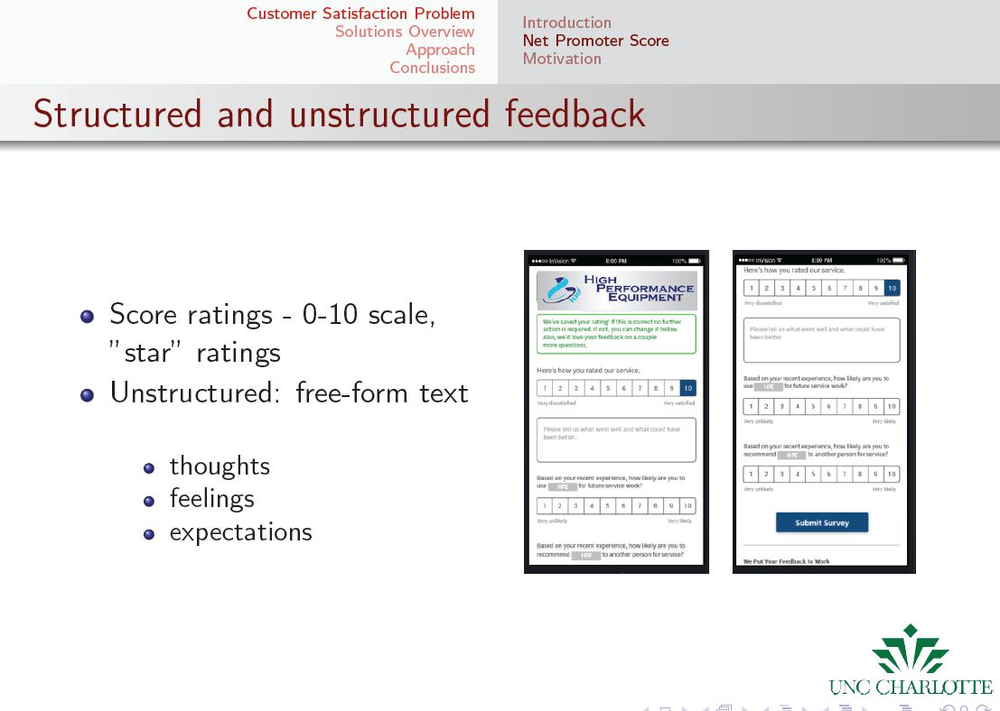 Customer Satisfaction Problem
Solutions Overview
Approach
Conclusions
Introduction
Net Promoter Score
Motivation
Structured and unstructured feedback
Score ratings - 0-10 scale,
”star” ratings
Unstructured: free-form text
thoughts
feelings
expectations
InVision 8:00 PM 100%
HIGH
PERFORMANCE
EQUIPMENT
We've saved your rating! If this is correct no further
action is required. If not, you can change it below.
Also, we'd love your feedback on a couple
more questions.
Here's how you rated our service.
1 2 3 4 5 6 7 8 9 10
Very dissatisfied Very satisfied
Please tell us what went well and what could have
been better.
Based on your recent experience, how likely are you to
use HPE for future service work?
1 2 3 4 5 6 7 8 9 10
Very unlikely Very likely
Based on your recent experience, how likely are you to
recommend HPE to another person for service?
InVision 8:00 PM 100%
Here's how you rated our service.
1 2 3 4 5 6 7 8 9 10
Very dissatisfied Very satisfied
Please tell us what went well and what could have
been better.
Based on your recent experience, how likely are you to
use HPE for future service work?
1 2 3 4 5 6 7 8 9 10
Very unlikely Very likely
Based on your recent experience, how likely are you to
recommend HPE to another person for service?
1 2 3 4 5 6 7 8 9 10
Very unlikely Very likely
Submit Survey
We Put Your Feedback to Work
UNC CHARLOTTE